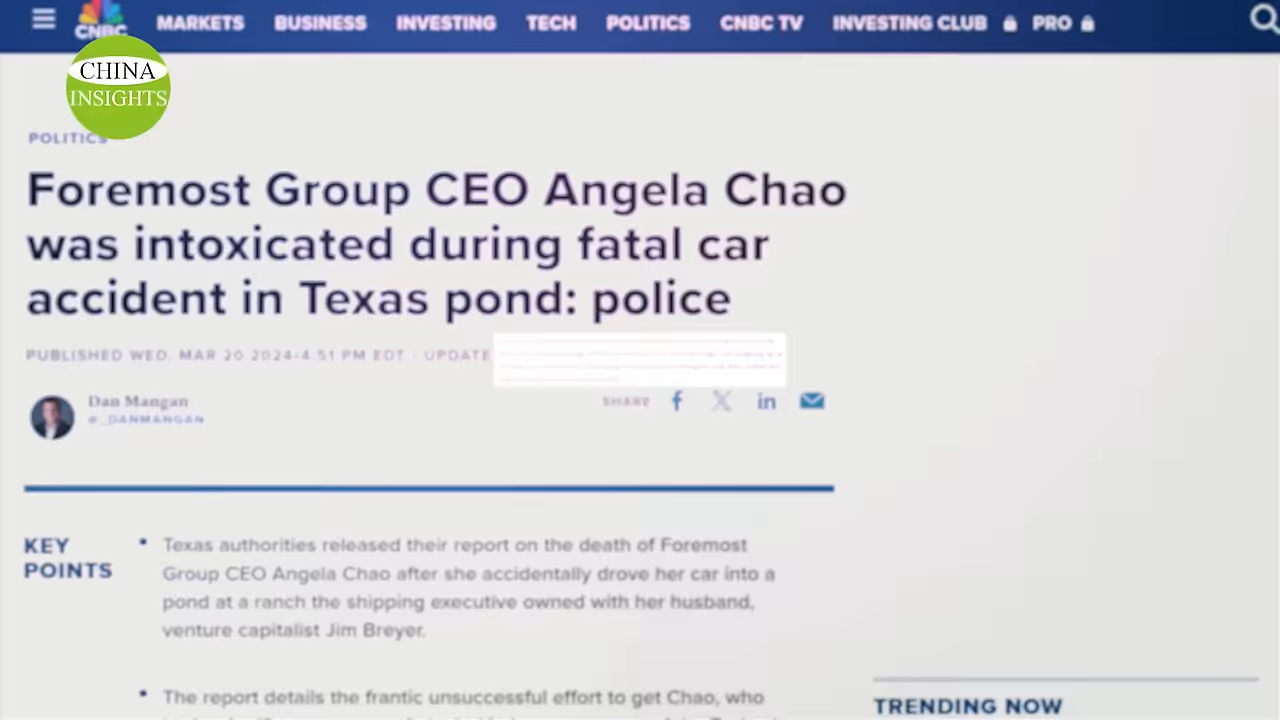 CNBC MARKETS BUSINESS INVESTING TECH POLITICS CNBC TV INVESTING CLUB PRO
CHINA
INSIGHTS
POLITICS
Foremost Group CEO Angela Chao
was intoxicated during fatal car
accident in Texas pond: police
PUBLISHED WED, MAR 20 2024-4:51 PM EDT · UPDATE
Dan Mangan
@_DANMANGAN
SHARE
KEY
POINTS
Texas authorities released their report on the death of Foremost
Group CEO Angela Chao after she accidentally drove her car into a
pond at a ranch the shipping executive owned with her husband,
venture capitalist Jim Breyer.
The report details the frantic unsuccessful effort to get Chao, who
TRENDING NOW